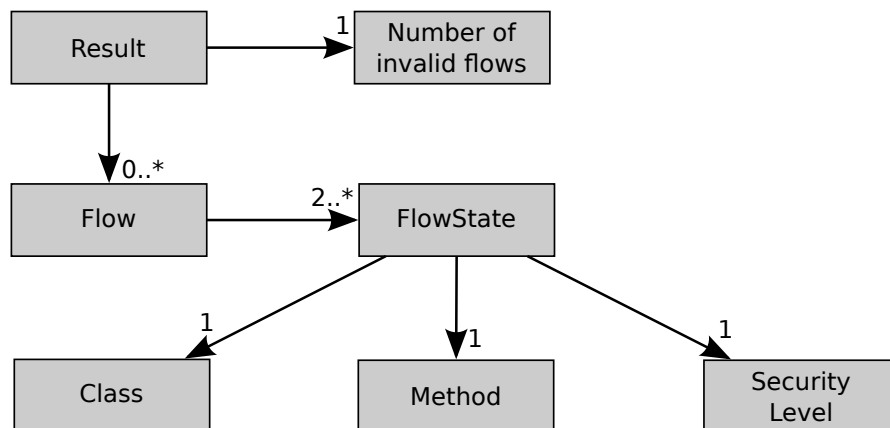 Result
1
Number of
invalid flows
0..*
Flow
2..*
FlowState
1
1
1
Class
Method
Security
Level